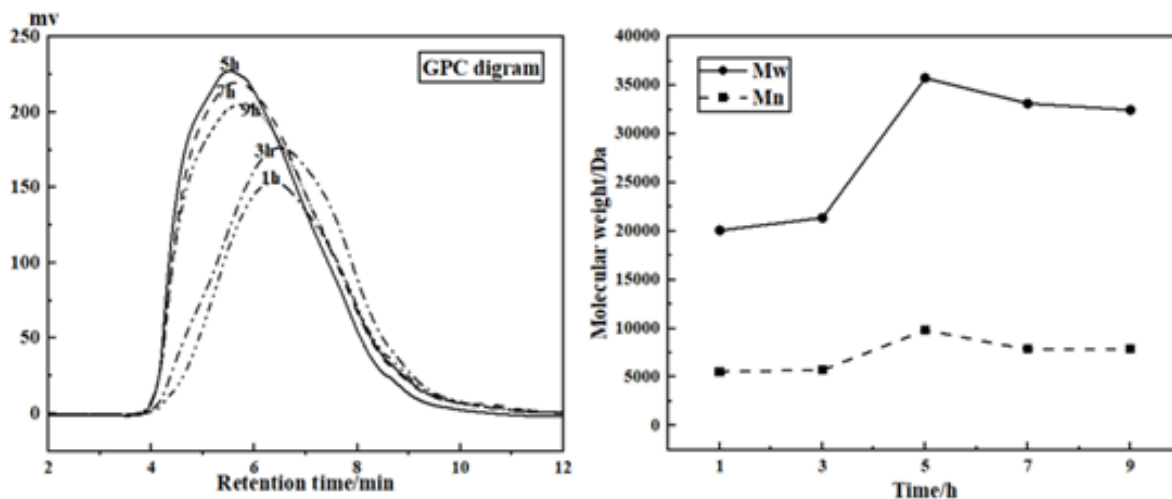 mv
250
200
150
100
50
0
2 4 6 8 10 12
Retention time/min
GPC digram
5h
7h
9h
3h
1h
40000
35000
30000
25000
20000
15000
10000
5000
0
1 3 5 7 9
Time/h
Molecular weight/Da
Mw
Mn